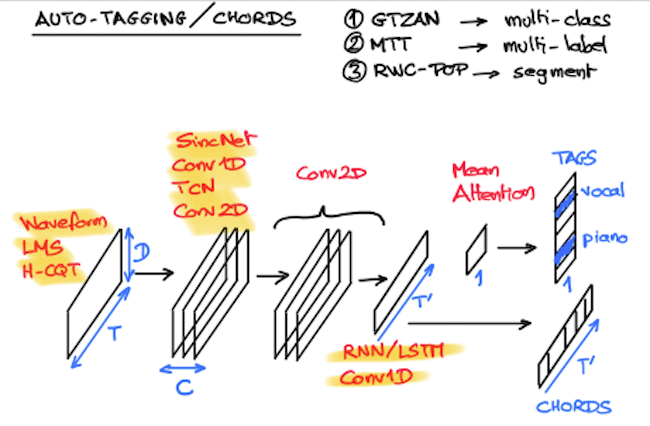 AUTO-TAGGING/CHORDS
① GTZAN → multi-class
② MTT → multi-label
③ RWC-POP → segment
SincNet
Conv1D
TCN
Conv2D
Conv2D
Mean
Attention
TAGS
vocal
piano
1
Waveform
LMS
H-CQT
D
T
C
T'
1
RNN/LSTM
Conv1D
T'
CHORDS